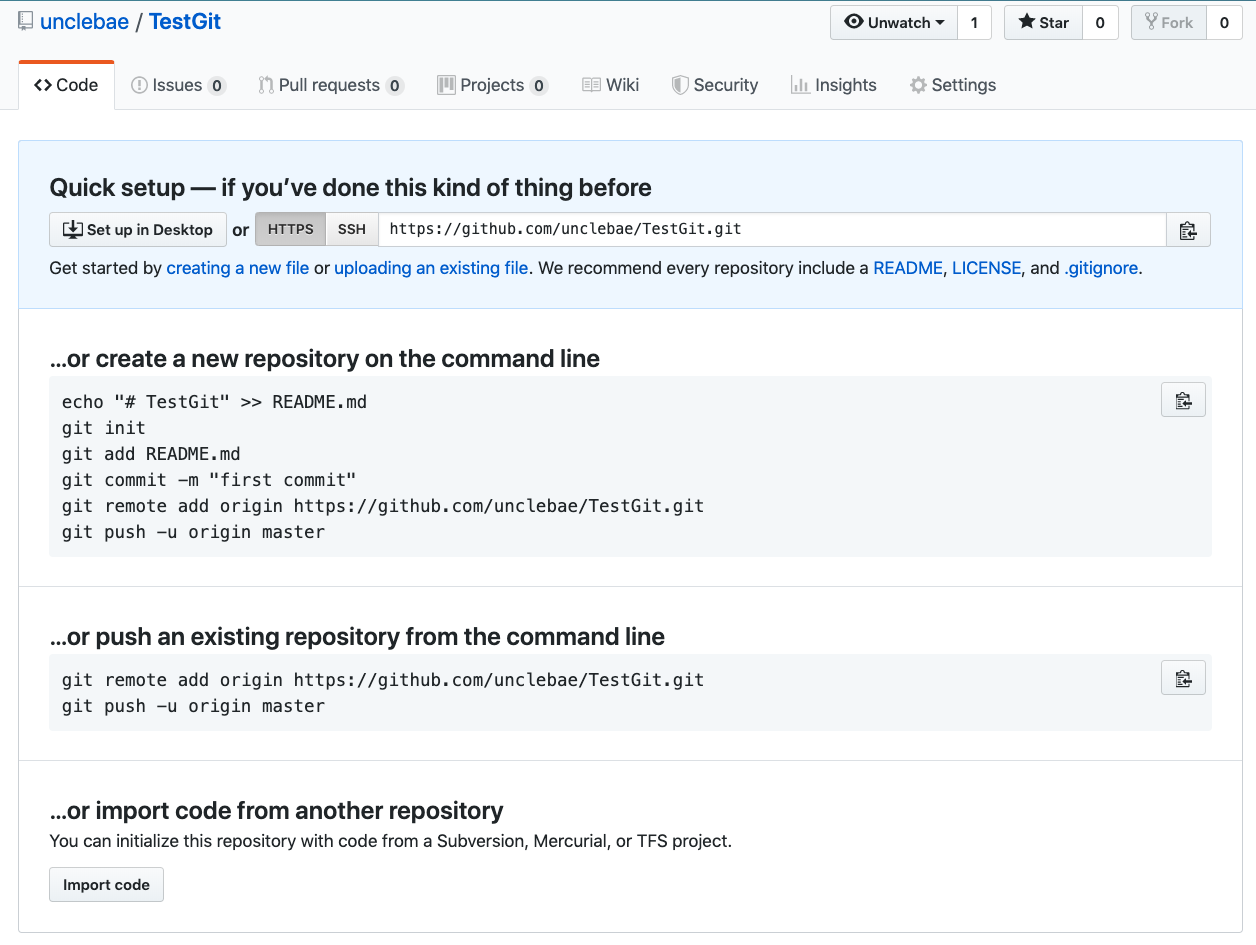 unclebae / TestGit
Unwatch 1 Star 0 Fork 0
Code Issues 0 Pull requests 0 Projects 0 Wiki Security Insights Settings
Quick setup — if you’ve done this kind of thing before
Set up in Desktop or HTTPS SSH https://github.com/unclebae/TestGit.git
Get started by creating a new file or uploading an existing file. We recommend every repository include a README, LICENSE, and .gitignore.
…or create a new repository on the command line
echo "# TestGit" >> README.md
git init
git add README.md
git commit -m "first commit"
git remote add origin https://github.com/unclebae/TestGit.git
git push -u origin master
…or push an existing repository from the command line
git remote add origin https://github.com/unclebae/TestGit.git
git push -u origin master
…or import code from another repository
You can initialize this repository with code from a Subversion, Mercurial, or TFS project.
Import code